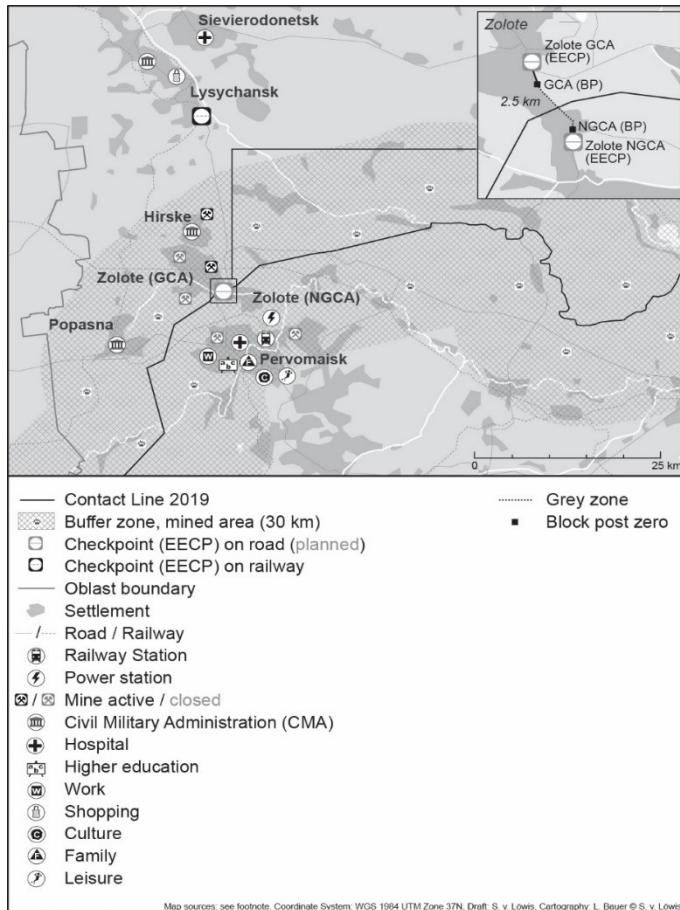 Sievierodonetsk
Lysychansk
Hirske
Zolote (GCA)
Zolote (NGCA)
Popasna
Pervomaisk
W
a b c
F
C
Zolote
Zolote GCA
(EECP)
GCA (BP)
2.5 km
NGCA
(BP)
Zolote NGCA
(EECP)
0 25 km
Contact Line 2019
Buffer zone, mined area (30 km)
Checkpoint (EECP) on road (planned)
Checkpoint (EECP) on railway
Oblast boundary
Settlement
Road / Railway
Railway Station
Power station
Mine active / closed
Civil Military Administration (CMA)
Hospital
Higher education
Work
Shopping
Culture
Family
Leisure
Grey zone
Block post zero
Map sources: see footnote. Coordinate System: WGS 1984 UTM Zone 37N. Draft: S. v. Löwis. Cartography: L. Bauer © S. v. Löwis